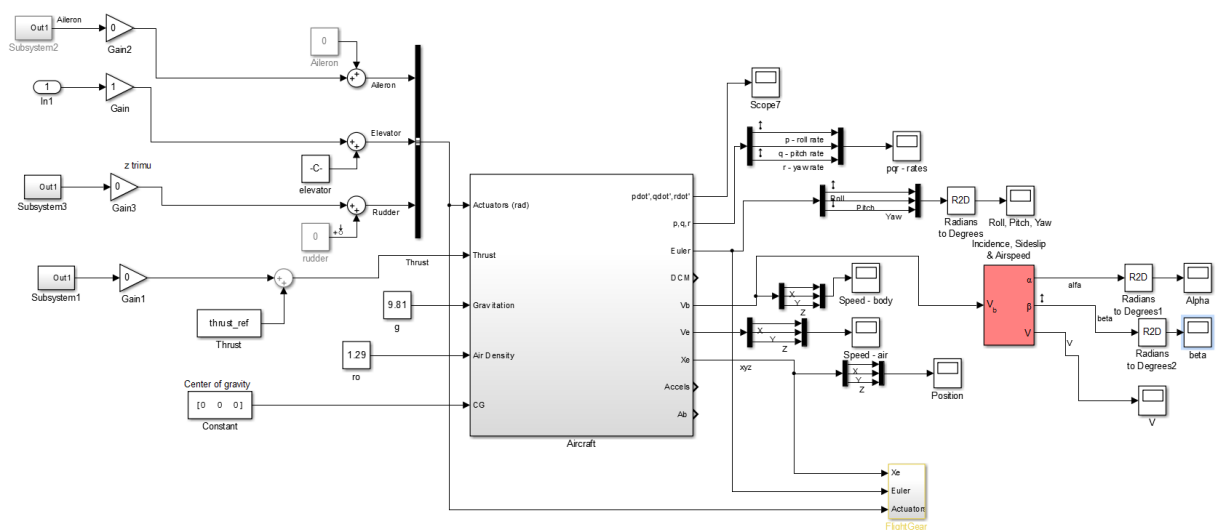 Out1
Aileron
Subsystem2
0
Gain2
0
Aileron
Aileron
1
In1
1
Gain
Elevator
-C-
elevator
z trimu
Out1
Subsystem3
0
Gain3
Rudder
0
rudder
Out1
Subsystem1
0
Gain1
Thrust
thrust_ref
Thrust
9.81
g
1.29
ro
Center of gravity
[0 0 0]
Constant
Actuators (rad)
Thrust
Gravitation
Air Density
CG
pdot',qdot',rdot'
p,q,r
Euler
DCM
Vb
Ve
Xe
Accels
Ab
Aircraft
Scope7
p - roll rate
q - pitch rate
r - yaw rate
pqr - rates
Roll
Pitch
Yaw
R2D
Radians
to Degrees
Roll, Pitch, Yaw
X
Y
Z
Speed - body
X
Y
Z
Speed - air
xyz
X
Y
Z
Position
Incidence, Sideslip
& Airspeed
Vb
α
β
V
alfa
beta
V
R2D
Radians
to Degrees1
Alpha
R2D
Radians
to Degrees2
beta
V
Xe
Euler
Actuators
FlightGear